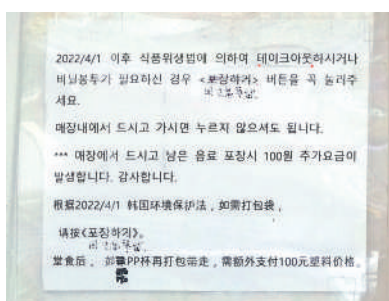 2022/4/1 이후 식품위생법에 의하여 테이크아웃하시거나
비닐봉투가 필요하신 경우 <포장하기> 버튼을 꼭 눌러주
비닐봉투
세요.
매장내에서 드시고 가시면 누르지 않으셔도 됩니다.
*** 매장에서 드시고 남은 음료 포장시 100원 추가요금이
발생합니다. 감사합니다.
根据2022/4/1 韩国环境保护法，如需打包袋，
请按《포장하기》。
비닐봉투
堂食后，如 PP杯再打包带走，需额外支付100元塑料价格。